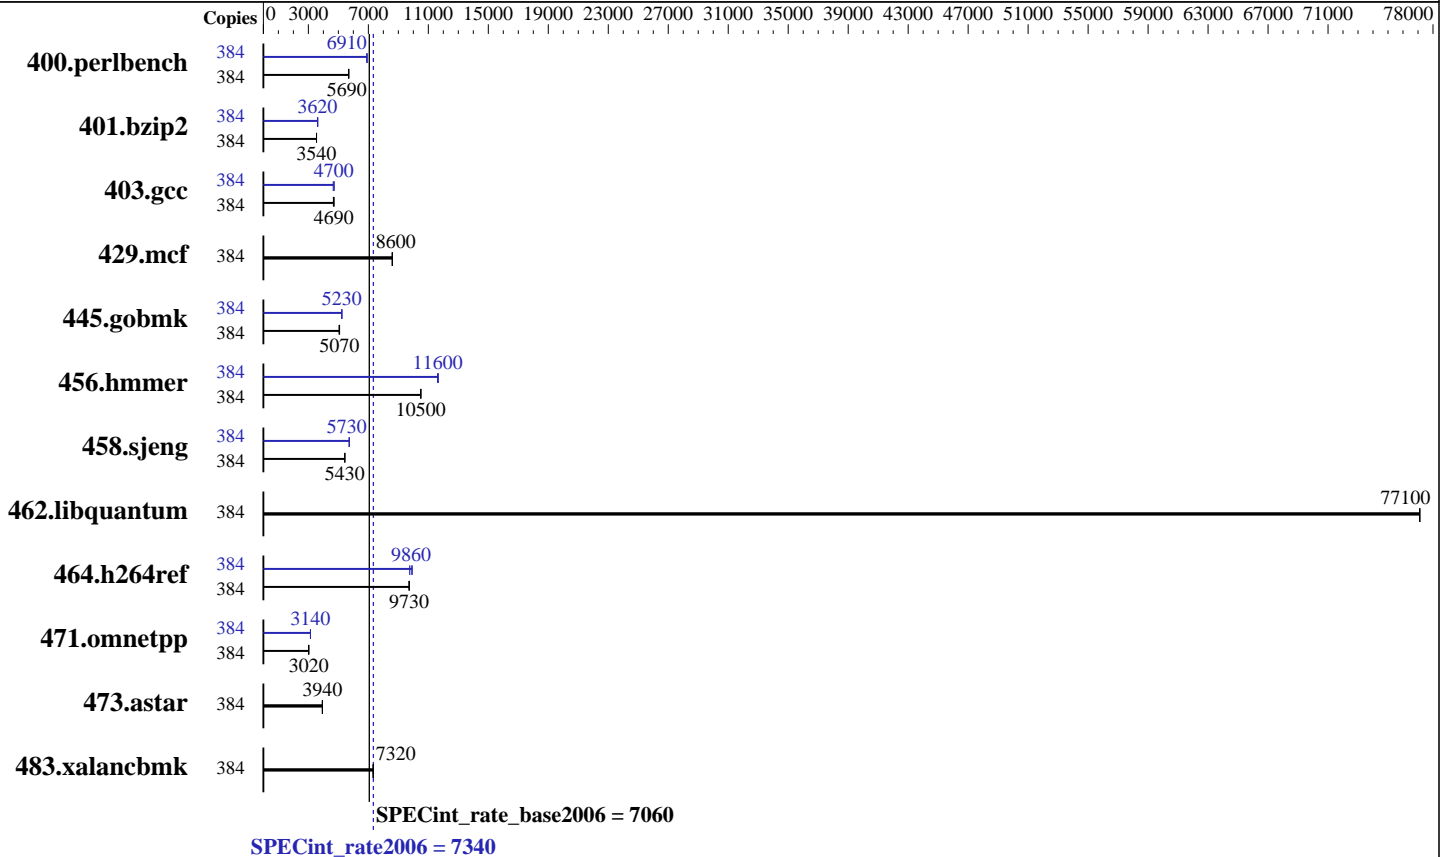 Copies 0 3000 7000 11000 15000 19000 23000 27000 31000 35000 39000 43000 47000 51000 55000 59000 63000 67000 71000 78000
400.perlbench 384 6910
384 5690
401.bzip2 384 3620
384 3540
403.gcc 384 4700
384 4690
429.mcf 384 8600
445.gobmk 384 5230
384 5070
456.hmmer 384 11600
384 10500
458.sjeng 384 5730
384 5430
462.libquantum 384 77100
464.h264ref 384 9860
384 9730
471.omnetpp 384 3140
384 3020
473.astar 384 3940
483.xalancbmk 384 7320
SPECint_rate_base2006 = 7060
SPECint_rate2006 = 7340